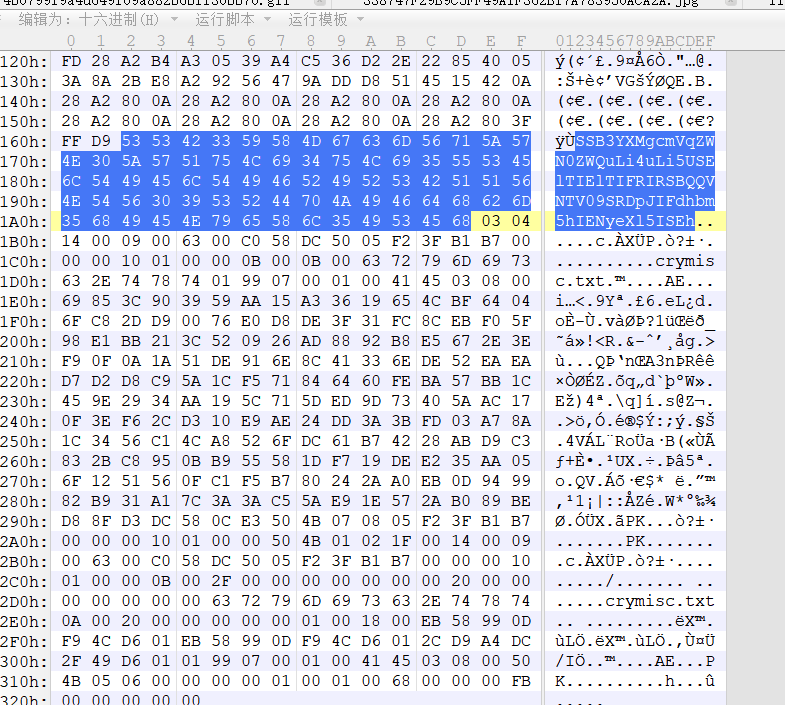 编辑为: 十六进制(H) 运行脚本 运行模板
0 1 2 3 4 5 6 7 8 9 A B C D E F 0123456789ABCDEF
120h: FD 28 A2 B4 A3 05 39 A4 C5 36 D2 2E 22 85 40 05 ý(¢´£.9¤Å6Ò."…@.
130h: 3A 8A 2B E8 A2 92 56 47 9A DD D8 51 45 15 42 0A :Š+è¢’VGšÝØQE.B.
140h: 28 A2 80 0A 28 A2 80 0A 28 A2 80 0A 28 A2 80 0A (¢€.(¢€.(¢€.(¢€.
150h: 28 A2 80 0A 28 A2 80 0A 28 A2 80 0A 28 A2 80 3F (¢€.(¢€.(¢€.(¢€?
160h: FF D9 53 53 42 33 59 58 4D 67 63 6D 56 71 5A 57 ÿÙSSB3YXMgcmVqZW
170h: 4E 30 5A 57 51 75 4C 69 34 75 4C 69 35 55 53 45 N0ZWQuLi4uLi5USE
180h: 6C 54 49 45 6C 54 49 46 52 49 52 53 42 51 51 56 lTIElTIFRIRSBQQV
190h: 4E 54 56 30 39 53 52 44 70 4A 49 46 64 68 62 6D NTV09SRDpJIFdhbm
1A0h: 35 68 49 45 4E 79 65 58 6C 35 49 53 45 68 03 04 5hIENyeXl5ISEh..
1B0h: 14 00 09 00 63 00 C0 58 DC 50 05 F2 3F B1 B7 00 ....c.ÀXÜP.ò?±·.
1C0h: 00 00 10 01 00 00 0B 00 0B 00 63 72 79 6D 69 73 ..........crymis
1D0h: 63 2E 74 78 74 01 99 07 00 01 00 41 45 03 08 00 c.txt.™....AE...
1E0h: 69 85 3C 90 39 59 AA 15 A3 36 19 65 4C BF 64 04 i…<.9Yª.£6.eL¿d.
1F0h: 6F C8 2D D9 00 76 E0 D8 DE 3F 31 FC 8C EB F0 5F oÈ-Ù.vàØÞ?1üŒëð_
200h: 98 E1 BB 21 3C 52 09 26 AD 88 92 B8 E5 67 2E 3E ˜á»!<R.&-ˆ’¸åg.>
210h: F9 0F 0A 1A 51 DE 91 6E 8C 41 33 6E DE 52 EA EA ù...QÞ‘nŒA3nÞRêê
220h: D7 D2 D8 C9 5A 1C F5 71 84 64 60 FE BA 57 BB 1C ×ÒØÉZ.õq„d`þºW».
230h: 45 9E 29 34 AA 19 5C 71 5D ED 9D 73 40 5A AC 17 Ež)4ª.\q]í.s@Z¬.
240h: 0F 3E F6 2C D3 10 E9 AE 24 DD 3A 3B FD 03 A7 8A .>ö,Ó.é®$Ý:;ý.§Š
250h: 1C 34 56 C1 4C A8 52 6F DC 61 B7 42 28 AB D9 C3 .4VÁL¨RoÜa·B(«ÙÃ
260h: 83 2B C8 95 0B B9 55 58 1D F7 19 DE E2 35 AA 05 ƒ+È•.¹UX.÷.Þâ5ª.
270h: 6F 12 51 56 0F C1 F5 B7 80 24 2A A0 EB 0D 94 99 o.QV.Áõ·€$* ë.”™
280h: 82 B9 31 A1 7C 3A 3A C5 5A E9 1E 57 2A B0 89 BE ‚¹1¡|::ÅZé.W*°‰¾
290h: D8 8F D3 DC 58 0C E3 50 4B 07 08 05 F2 3F B1 B7 Ø.ÓÜX.ãPK...ò?±·
2A0h: 00 00 00 10 01 00 00 50 4B 01 02 1F 00 14 00 09 .......PK.......
2B0h: 00 63 00 C0 58 DC 50 05 F2 3F B1 B7 00 00 00 10 .c.ÀXÜP.ò?±·....
2C0h: 01 00 00 0B 00 2F 00 00 00 00 00 00 00 20 00 00 ...../....... ..
2D0h: 00 00 00 00 00 63 72 79 6D 69 73 63 2E 74 78 74 .....crymisc.txt
2E0h: 0A 00 20 00 00 00 00 00 01 00 18 00 EB 58 99 0D .. .........ëX™.
2F0h: F9 4C D6 01 EB 58 99 0D F9 4C D6 01 2C D9 A4 DC ùLÖ.ëX™.ùLÖ.,Ù¤Ü
300h: 2F 49 D6 01 01 99 07 00 01 00 41 45 03 08 00 50 /IÖ..™....AE...P
310h: 4B 05 06 00 00 00 00 01 00 01 00 68 00 00 00 FB K..........h...û
320h: 00 00 00 00 00 .....